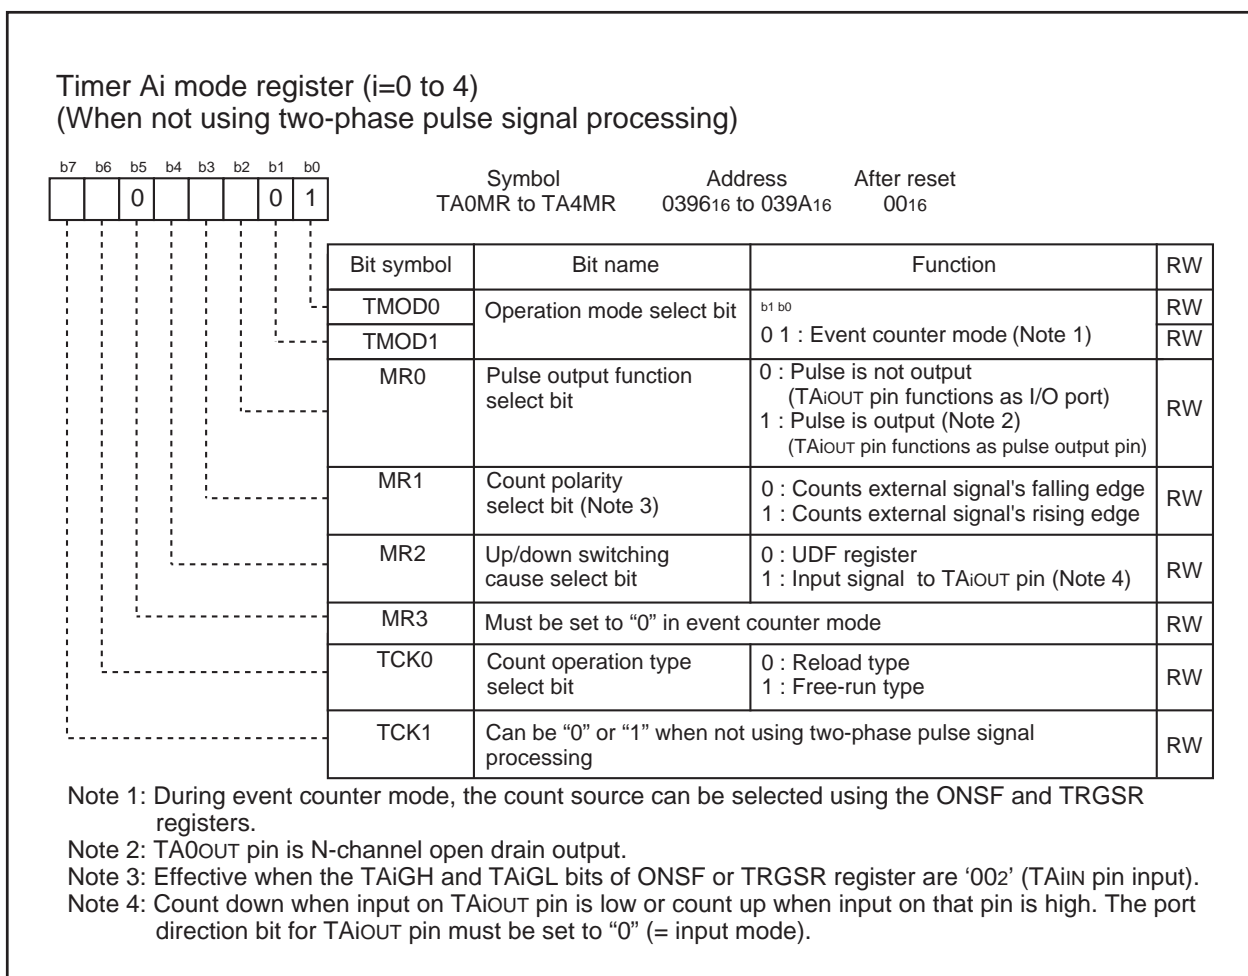 Timer Ai mode register (i=0 to 4)
(When not using two-phase pulse signal processing)
b7 b6 b5 b4 b3 b2 b1 b0
0 0 1
Symbol Address After reset
TA0MR to TA4MR 039616 to 039A16 0016
Bit symbol Bit name Function RW
TMOD0 Operation mode select bit b1 b0 RW
TMOD1 0 1 : Event counter mode (Note 1) RW
MR0 Pulse output function 0 : Pulse is not output
select bit (TAiOUT pin functions as I/O port) RW
1 : Pulse is output (Note 2)
(TAiOUT pin functions as pulse output pin)
MR1 Count polarity 0 : Counts external signal's falling edge RW
select bit (Note 3) 1 : Counts external signal's rising edge
MR2 Up/down switching 0 : UDF register RW
cause select bit 1 : Input signal to TAiOUT pin (Note 4)
MR3 Must be set to “0” in event counter mode RW
TCK0 Count operation type 0 : Reload type RW
select bit 1 : Free-run type
TCK1 Can be “0” or “1” when not using two-phase pulse signal RW
processing
Note 1: During event counter mode, the count source can be selected using the ONSF and TRGSR
registers.
Note 2: TA0OUT pin is N-channel open drain output.
Note 3: Effective when the TAiGH and TAiGL bits of ONSF or TRGSR register are ‘002’ (TAiIN pin input).
Note 4: Count down when input on TAiOUT pin is low or count up when input on that pin is high. The port
direction bit for TAiOUT pin must be set to “0” (= input mode).